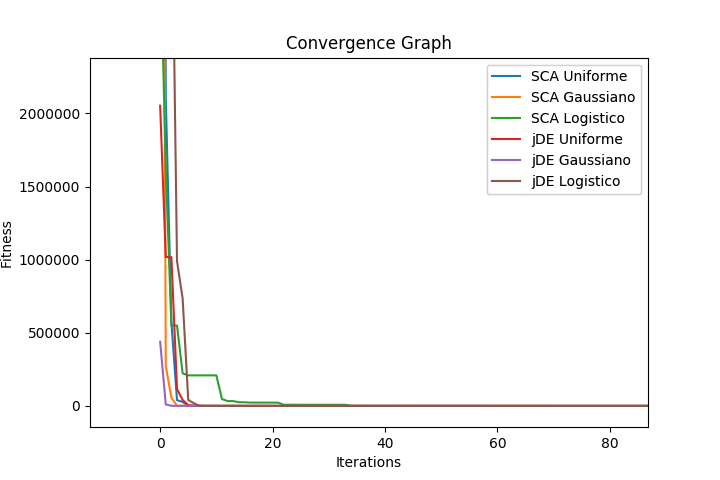 Convergence Graph
Fitness
2000000
1500000
1000000
500000
0
0
20
40
60
80
Iterations
SCA Uniforme
SCA Gaussiano
SCA Logistico
jDE Uniforme
jDE Gaussiano
jDE Logistico